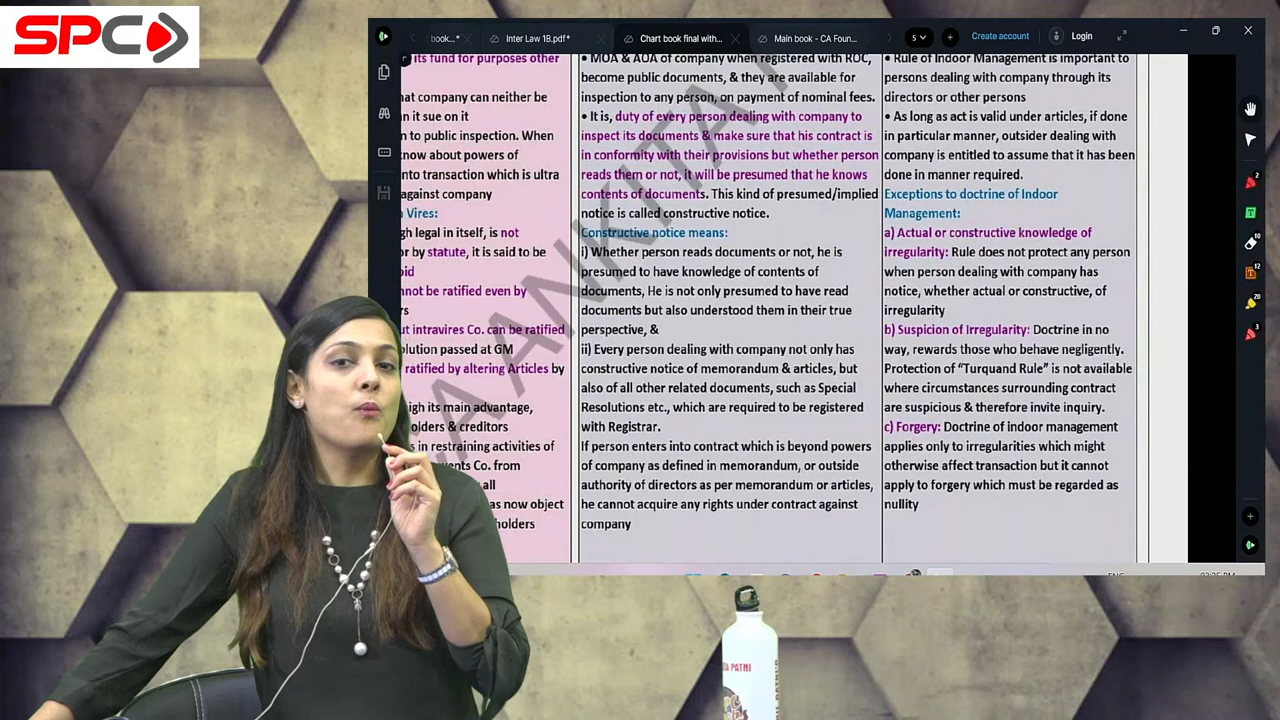 SPC
book...*
Inter Law 1B.pdf*
Chart book final with...
Main book - CA Foun...
5
Create account
Login
its fund for purposes other
hat company can neither be
n it sue on it
n to public inspection. When
know about powers of
nto transaction which is ultra
against company
Vires:
gh legal in itself, is not
or by statute, it is said to be
oid
nnot be ratified even by
rs
ut intravires Co. can be ratified
olution passed at GM
ratified by altering Articles by
igh its main advantage,
olders & creditors
s in restraining activities of
ents Co. from
all
as now object
holders
• MOA & AOA of company when registered with ROC,
become public documents, & they are available for
inspection to any person, on payment of nominal fees.
• It is, duty of every person dealing with company to
inspect its documents & make sure that his contract is
in conformity with their provisions but whether person
reads them or not, it will be presumed that he knows
contents of documents. This kind of presumed/implied
notice is called constructive notice.
Constructive notice means:
i) Whether person reads documents or not, he is
presumed to have knowledge of contents of
documents, He is not only presumed to have read
documents but also understood them in their true
perspective, &
ii) Every person dealing with company not only has
constructive notice of memorandum & articles, but
also of all other related documents, such as Special
Resolutions etc., which are required to be registered
with Registrar.
If person enters into contract which is beyond powers
of company as defined in memorandum, or outside
authority of directors as per memorandum or articles,
he cannot acquire any rights under contract against
company
• Rule of Indoor Management is important to
persons dealing with company through its
directors or other persons
• As long as act is valid under articles, if done
in particular manner, outsider dealing with
company is entitled to assume that it has been
done in manner required.
Exceptions to doctrine of Indoor
Management:
a) Actual or constructive knowledge of
irregularity: Rule does not protect any person
when person dealing with company has
notice, whether actual or constructive, of
irregularity
b) Suspicion of Irregularity: Doctrine in no
way, rewards those who behave negligently.
Protection of "Turquand Rule" is not available
where circumstances surrounding contract
are suspicious & therefore invite inquiry.
c) Forgery: Doctrine of indoor management
applies only to irregularities which might
otherwise affect transaction but it cannot
apply to forgery which must be regarded as
nullity
CA ANKITA
2
12
20
3
PATNI